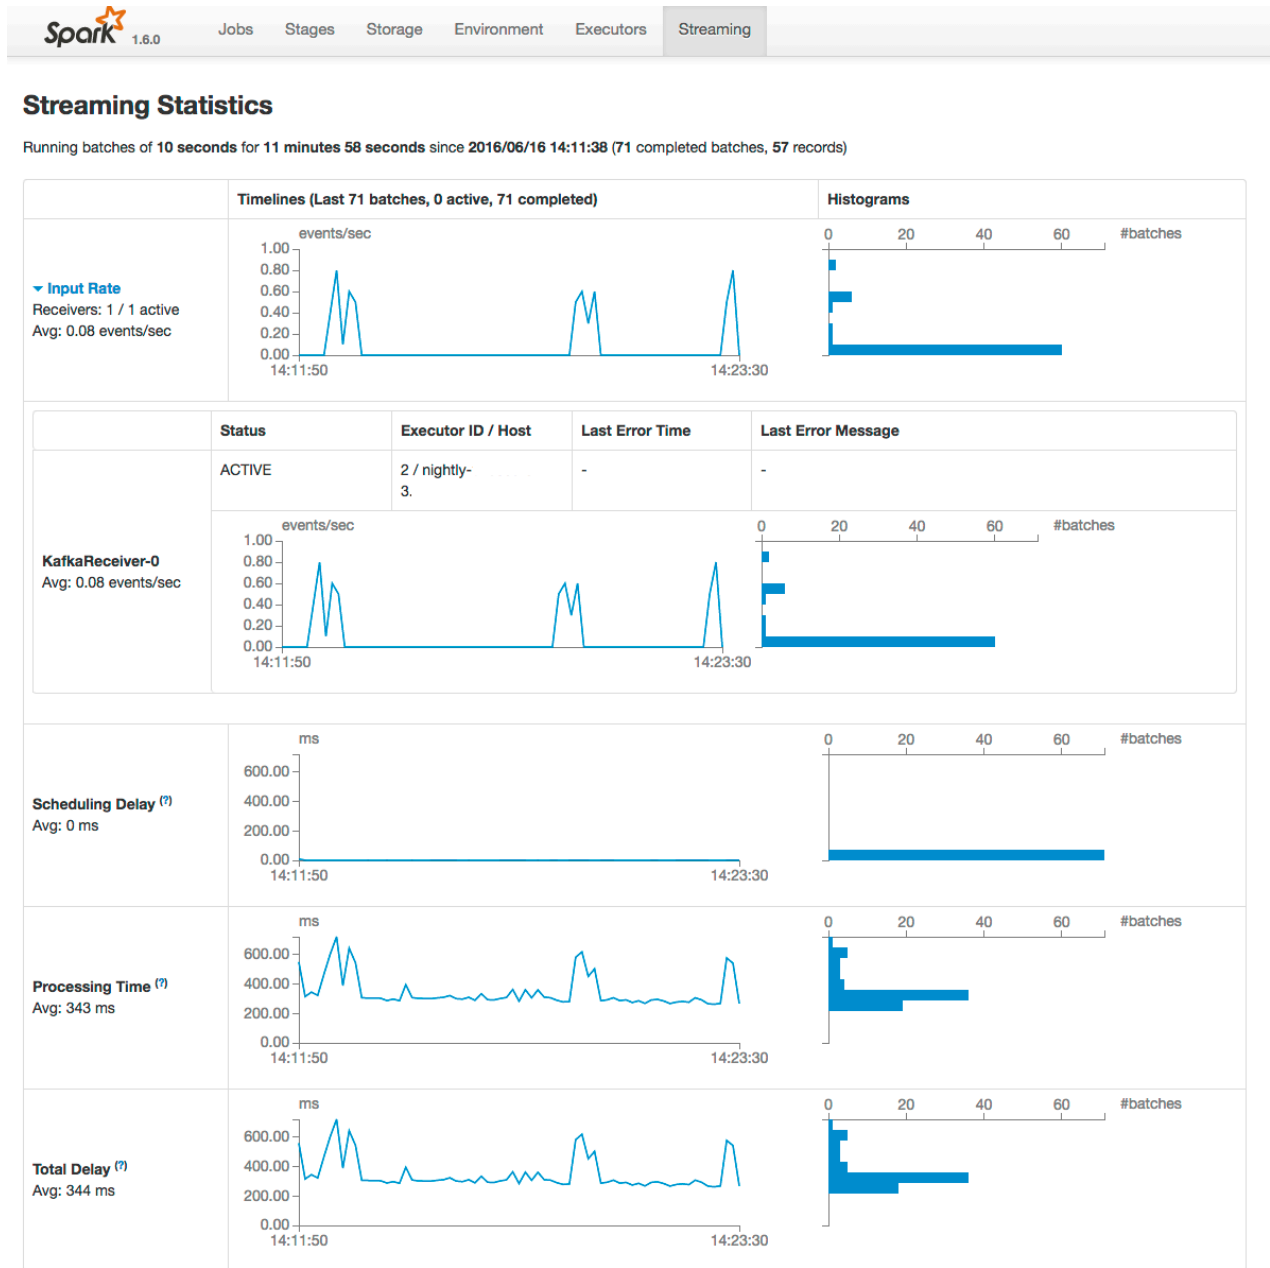 Spark 1.6.0 Jobs Stages Storage Environment Executors Streaming
Streaming Statistics
Running batches of 10 seconds for 11 minutes 58 seconds since 2016/06/16 14:11:38 (71 completed batches, 57 records)
Timelines (Last 71 batches, 0 active, 71 completed) Histograms
Input Rate
Receivers: 1 / 1 active
Avg: 0.08 events/sec
events/sec
1.00
0.80
0.60
0.40
0.20
0.00
14:11:50 14:23:30
0 20 40 60 #batches
Status Executor ID / Host Last Error Time Last Error Message
KafkaReceiver-0
Avg: 0.08 events/sec
ACTIVE 2 / nightly- - -
3.
events/sec
1.00
0.80
0.60
0.40
0.20
0.00
14:11:50 14:23:30
0 20 40 60 #batches
Scheduling Delay (?)
Avg: 0 ms
ms
600.00
400.00
200.00
0.00
14:11:50 14:23:30
0 20 40 60 #batches
Processing Time (?)
Avg: 343 ms
ms
600.00
400.00
200.00
0.00
14:11:50 14:23:30
0 20 40 60 #batches
Total Delay (?)
Avg: 344 ms
ms
600.00
400.00
200.00
0.00
14:11:50 14:23:30
0 20 40 60 #batches